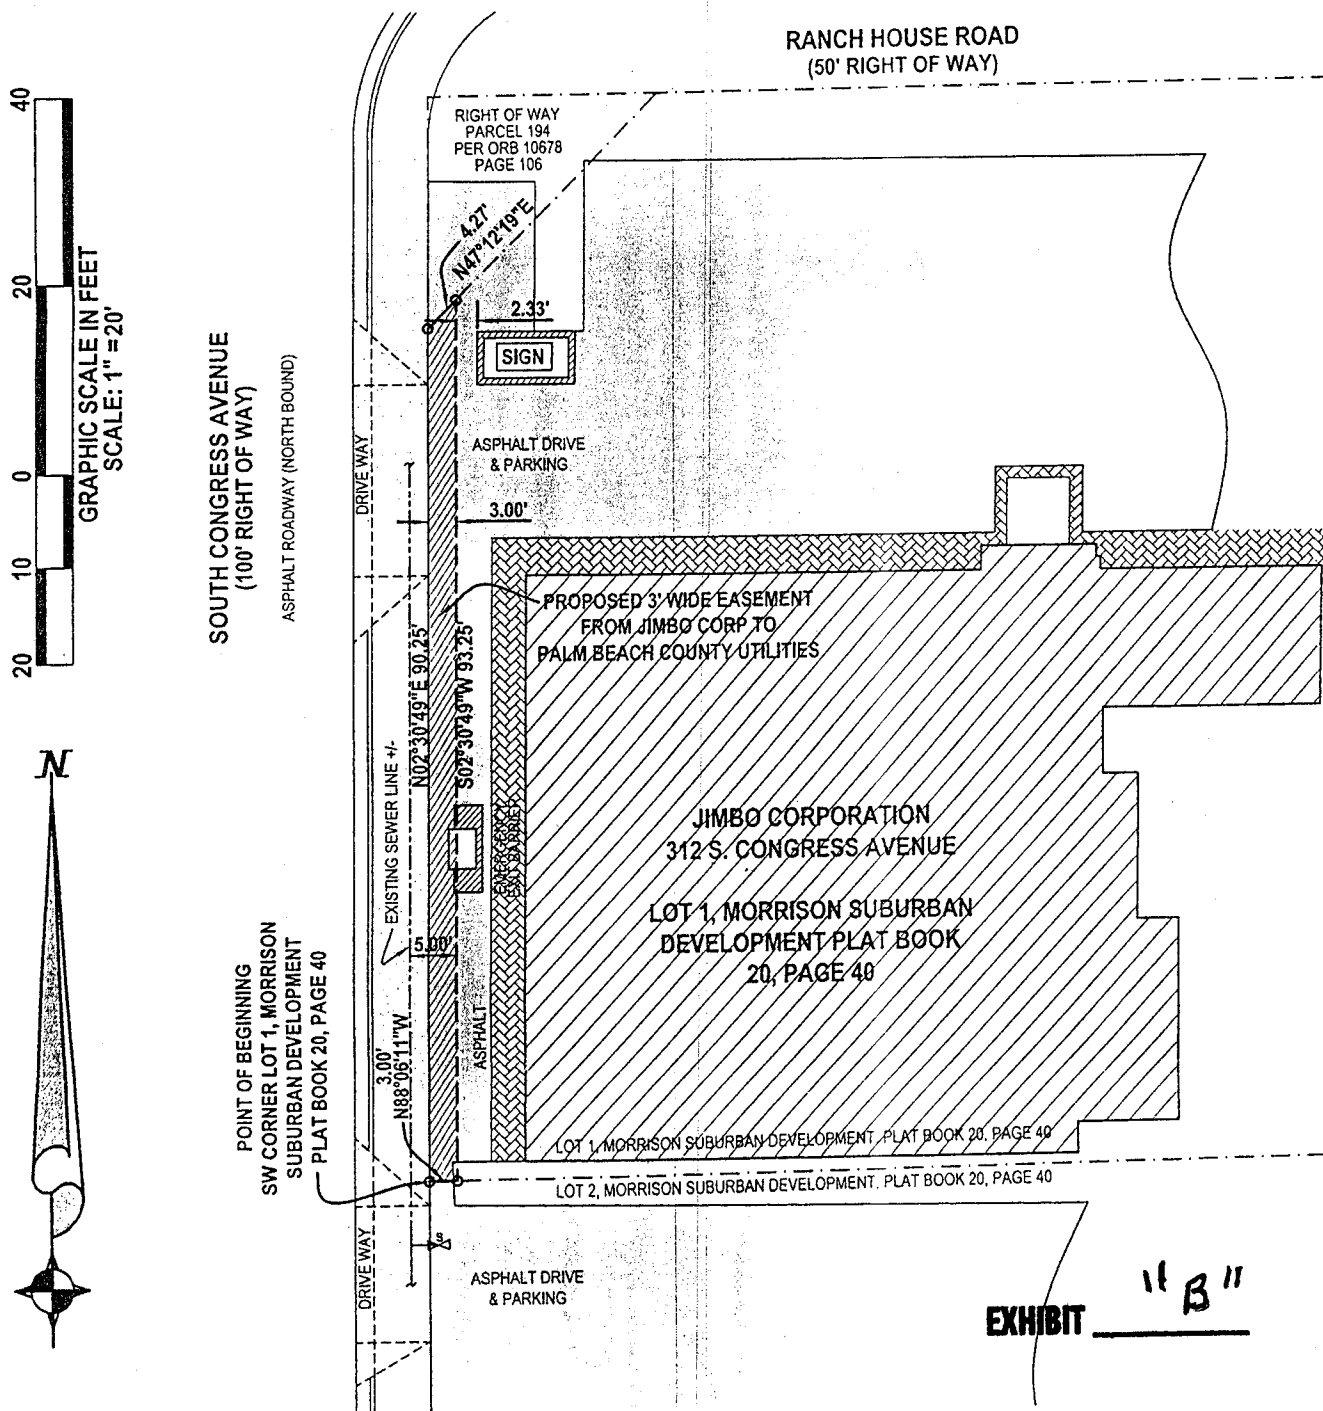 RANCH HOUSE ROAD
(50' RIGHT OF WAY)
RIGHT OF WAY
PARCEL 194
PER ORB 10678
PAGE 106
4.27'
N47°12'19"E
2.33'
SIGN
40
20
0
10
20
GRAPHIC SCALE IN FEET
SCALE: 1" =20'
SOUTH CONGRESS AVENUE
(100' RIGHT OF WAY)
ASPHALT ROADWAY (NORTH BOUND)
DRIVE WAY
ASPHALT DRIVE
& PARKING
3.00'
PROPOSED 3' WIDE EASEMENT
FROM JIMBO CORP TO
PALM BEACH COUNTY UTILITIES
N02°30'49"E 90.25'
S02°30'49"W 93.25'
N
EXISTING SEWER LINE +/-
EMERGENCY
EXIT BARRIER
JIMBO CORPORATION
312 S. CONGRESS AVENUE
LOT 1, MORRISON SUBURBAN
DEVELOPMENT PLAT BOOK
20, PAGE 40
5.00'
ASPHALT
POINT OF BEGINNING
SW CORNER LOT 1, MORRISON
SUBURBAN DEVELOPMENT
PLAT BOOK 20, PAGE 40
3.00'
N88°06'11"W
LOT 1, MORRISON SUBURBAN DEVELOPMENT, PLAT BOOK 20, PAGE 40
LOT 2, MORRISON SUBURBAN DEVELOPMENT, PLAT BOOK 20, PAGE 40
S
DRIVE WAY
ASPHALT DRIVE
& PARKING
EXHIBIT "B"